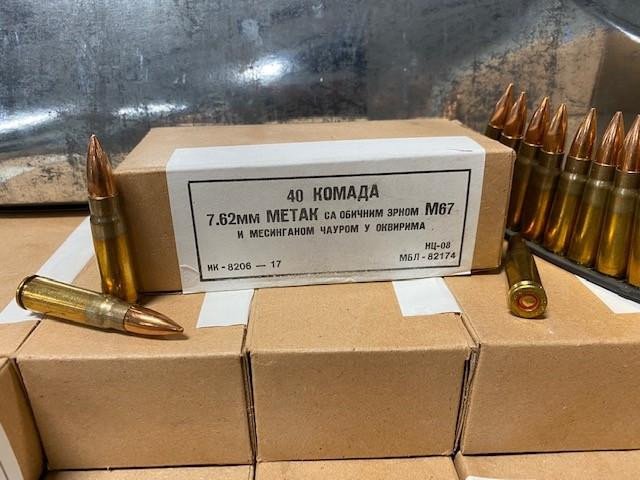 40 КОМАДА
7.62мм МЕТАК СА ОБИЧНИМ ЗРНОМ М67
И МЕСИНГАНОМ ЧАУРОМ У ОКВИРИМА
НЦ-08
ИК-8206 — 17 МБЛ-82174